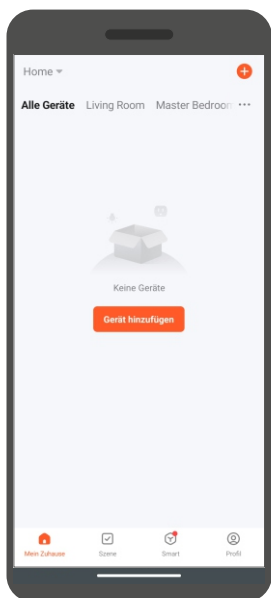 Home
Alle Geräte Living Room Master Bedroom ...
Keine Geräte
Gerät hinzufügen
Mein Zuhause Szene Smart Profil